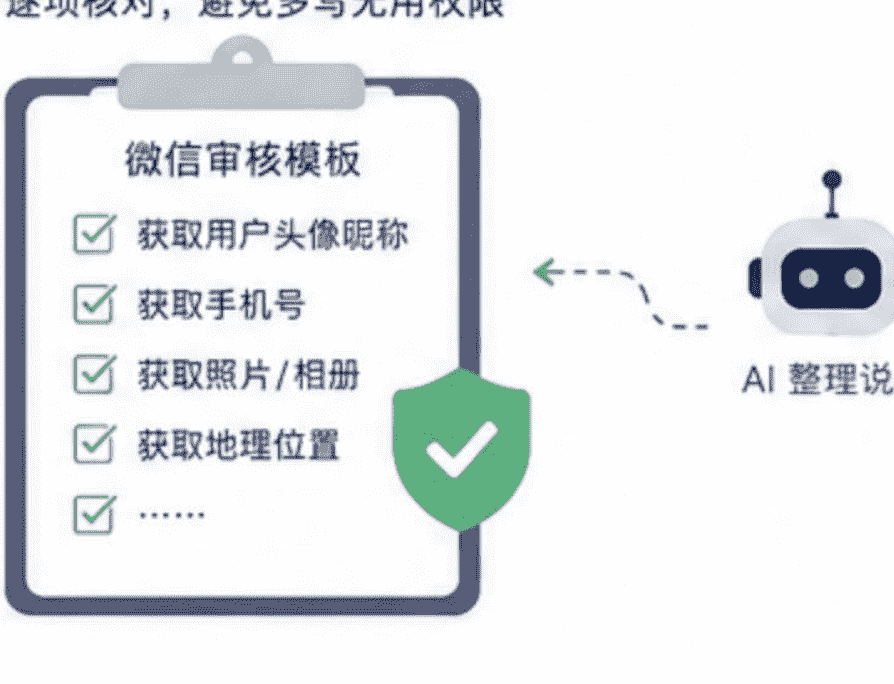 逐项核对，避免多写无用权限
微信审核模板
获取用户头像昵称
获取手机号
获取照片/相册
获取地理位置
……
AI 整理说